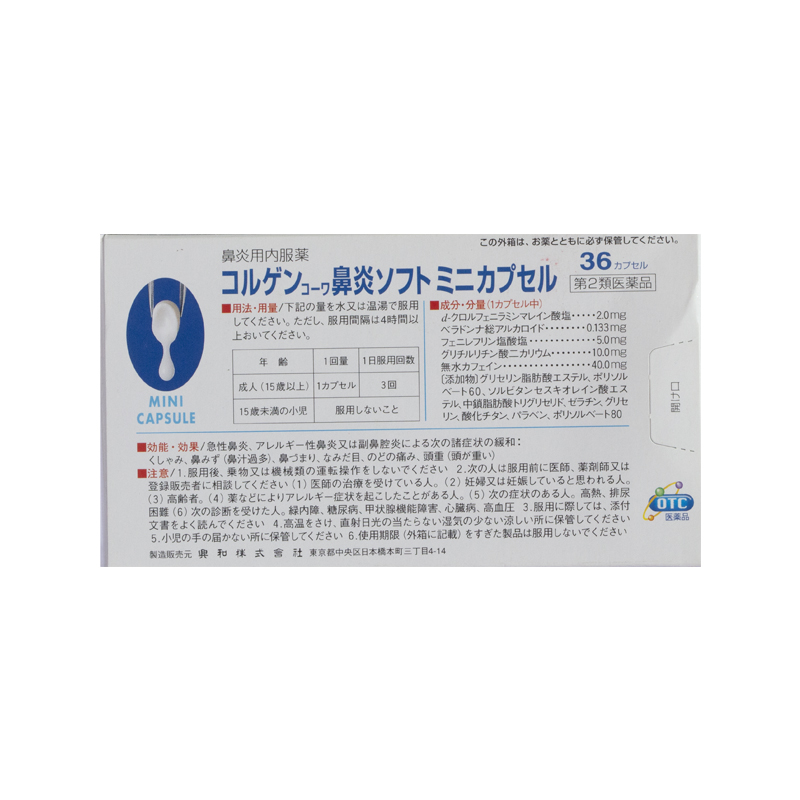 この外箱は、お薬とともに必ず保管してください。
鼻炎用内服薬
コルゲンコーワ鼻炎ソフトミニカプセル
36カプセル
第2類医薬品
MINI
CAPSULE
■用法・用量/下記の量を水又は温湯で服用
してください。ただし、服用間隔は4時間以
上おいてください。
年齢 1回量 1日服用回数
成人(15歳以上) 1カプセル 3回
15歳未満の小児 服用しないこと
■成分・分量(1カプセル中)
d-クロルフェニラミンマレイン酸塩‥‥‥2.0mg
ベラドンナ総アルカロイド‥‥‥‥0.133mg
フェニレフリン塩酸塩‥‥‥‥‥‥5.0mg
グリチルリチン酸二カリウム‥‥‥‥10.0mg
無水カフェイン‥‥‥‥‥‥‥‥40.0mg
[添加物]グリセリン脂肪酸エステル、ポリソル
ベート60、ソルビタンセスキオレイン酸エス
テル、中鎖脂肪酸トリグリセリド、ゼラチン、グリセ
リン、酸化チタン、パラベン、ポリソルベート80
開け口
■効能・効果/急性鼻炎、アレルギー性鼻炎又は副鼻腔炎による次の諸症状の緩和:
くしゃみ、鼻みず(鼻汁過多)、鼻づまり、なみだ目、のどの痛み、頭重(頭が重い)
■注意/1.服用後、乗物又は機械類の運転操作をしないでください 2.次の人は服用前に医師、薬剤師又は
登録販売者に相談してください(1)医師の治療を受けている人。(2)妊婦又は妊娠していると思われる人。
(3)高齢者。(4)薬などによりアレルギー症状を起こしたことがある人。(5)次の症状のある人。高熱、排尿
困難(6)次の診断を受けた人。緑内障、糖尿病、甲状腺機能障害、心臓病、高血圧 3.服用に際しては、添付
文書をよく読んでください 4.高温をさけ、直射日光の当たらない湿気の少ない涼しい所に保管してください
5.小児の手の届かない所に保管してください 6.使用期限(外箱に記載)をすぎた製品は服用しないでください
製造販売元 興和株式会社 東京都中央区日本橋本町三丁目4-14
OTC
医薬品